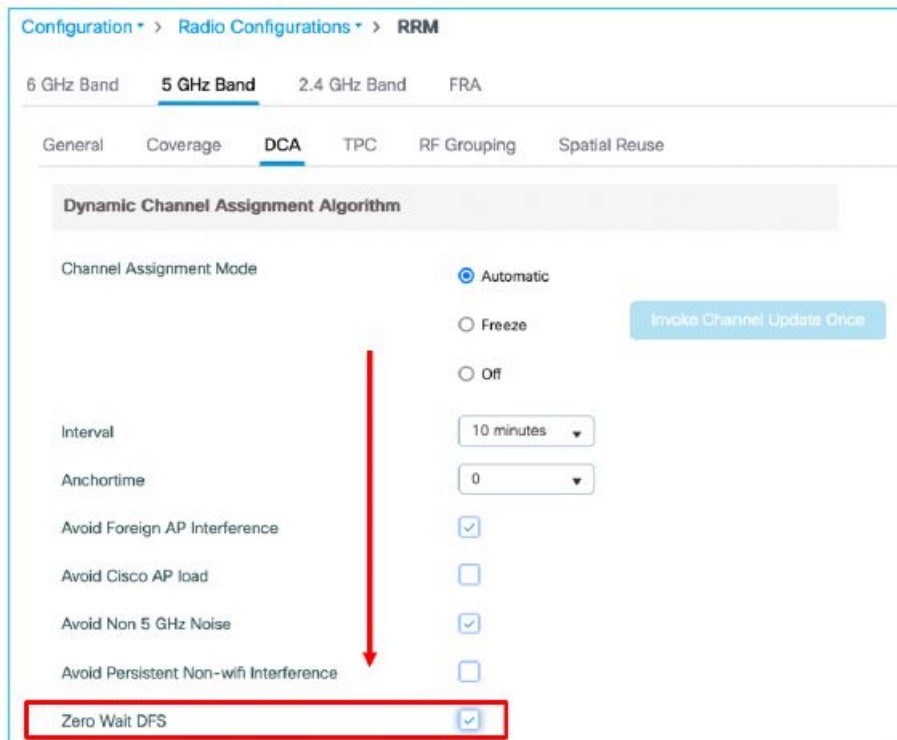 Configuration > Radio Configurations > RRM
6 GHz Band 5 GHz Band 2.4 GHz Band FRA
General Coverage DCA TPC RF Grouping Spatial Reuse
Dynamic Channel Assignment Algorithm
Channel Assignment Mode Automatic
Freeze Invoke Channel Update Once
Off
Interval 10 minutes
Anchortime 0
Avoid Foreign AP Interference
Avoid Cisco AP load
Avoid Non 5 GHz Noise
Avoid Persistent Non-wifi Interference
Zero Wait DFS